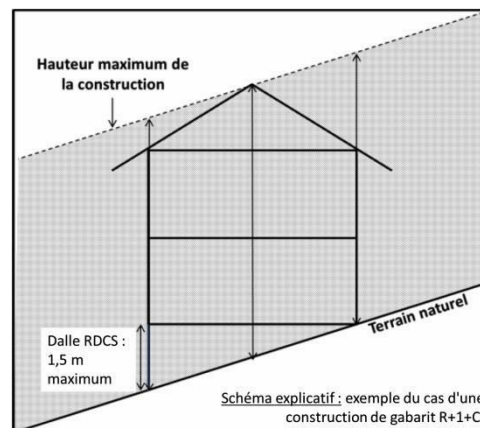 Hauteur maximum de
la construction
Dalle RDCS :
1,5 m
maximum
Terrain naturel
Schéma explicatif : exemple du cas d'une
construction de gabarit R+1+C